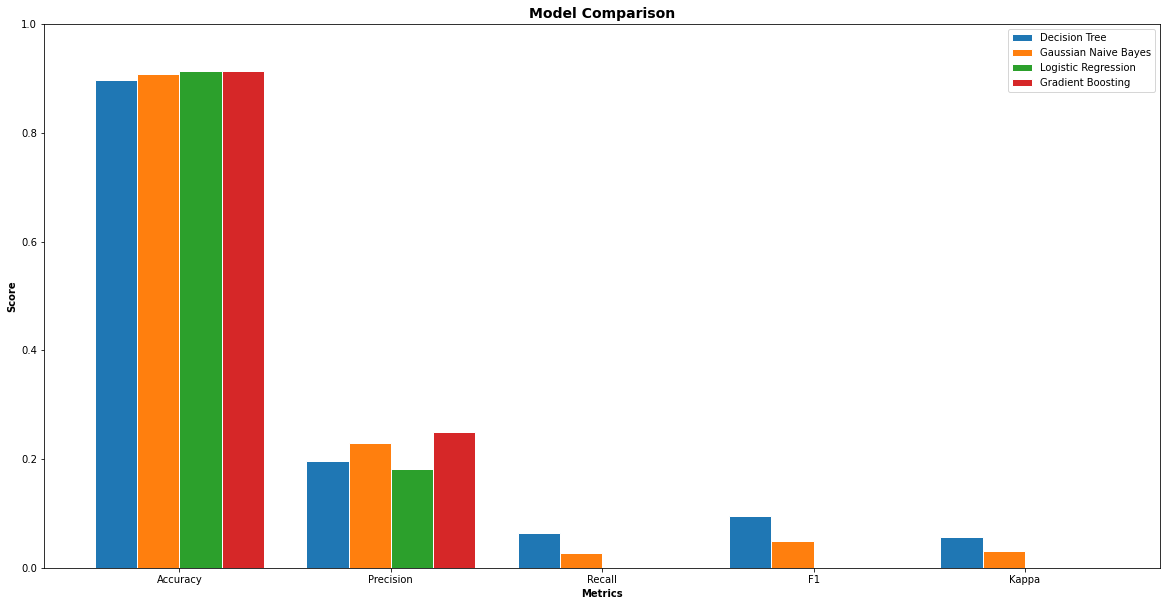 Model Comparison
1.0
0.8
0.6
0.4
0.2
0.0
Score
Decision Tree
Gaussian Naive Bayes
Logistic Regression
Gradient Boosting
Accuracy
Precision
Recall
F1
Kappa
Metrics